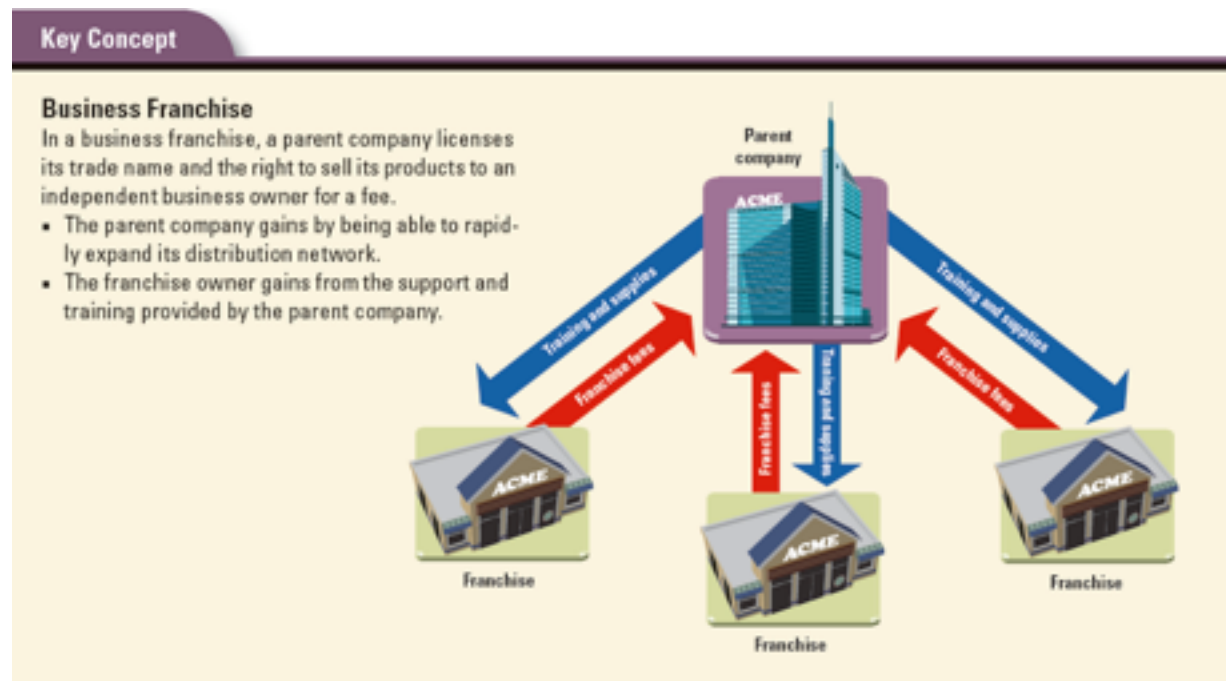 Key Concept
Business Franchise
In a business franchise, a parent company licenses
its trade name and the right to sell its products to an
independent business owner for a fee.
▪ The parent company gains by being able to rapid-
ly expand its distribution network.
▪ The franchise owner gains from the support and
training provided by the parent company.
Parent
company
ACME
Training and supplies
Franchise fees
Franchise fees
Training and supplies
Training and supplies
Franchise fees
ACME
Franchise
ACME
Franchise
ACME
Franchise